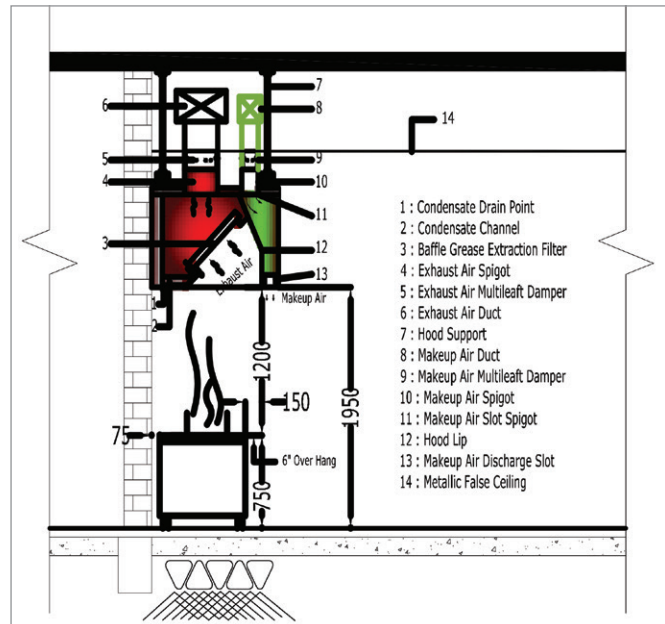 7
6
8
14
5
9
4
10
11
3
12
13
Exhaust Air
Makeup Air
1
2
1200
150
1950
75
6" Over Hang
750
1 : Condensate Drain Point
2 : Condensate Channel
3 : Baffle Grease Extraction Filter
4 : Exhaust Air Spigot
5 : Exhaust Air Multileaft Damper
6 : Exhaust Air Duct
7 : Hood Support
8 : Makeup Air Duct
9 : Makeup Air Multileaft Damper
10 : Makeup Air Spigot
11 : Makeup Air Slot Spigot
12 : Hood Lip
13 : Makeup Air Discharge Slot
14 : Metallic False Ceiling